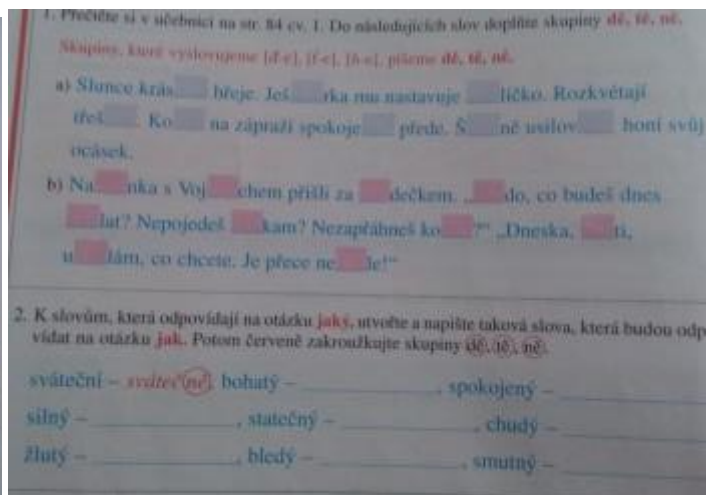 1. Přečtěte si v učebnici na str. 84 cv. 1. Do následujících slov doplňte skupiny dě, tě, ně.
Skupiny, které vyslovujeme [ď-e], [ť-e], [ň-e], píšeme dě, tě, ně.
a) Slunce krás hřeje. Ješ rka mu nastavuje tíčko. Rozkvétají
třeš . Ko na zápraží spokoje přede. Š ně usilov honí svůj
ocásek.
b) Na nka s Voj chem přišli za dečkem. „ do, co budeš dnes
lat? Nepojedeš kam? Nezapřáhneš ko ?“ „Dneska, ti,
u lám, co chcete. Je přece ne le!“
2. K slovům, která odpovídají na otázku jaký, utvořte a napište taková slova, která budou odp
vídat na otázku jak. Potom červeně zakroužkujte skupiny dě, tě, ně.
sváteční – svátečně, bohatý – , spokojený –
silný – , statečný – , chudý –
žlutý – , bledý – , smutný –